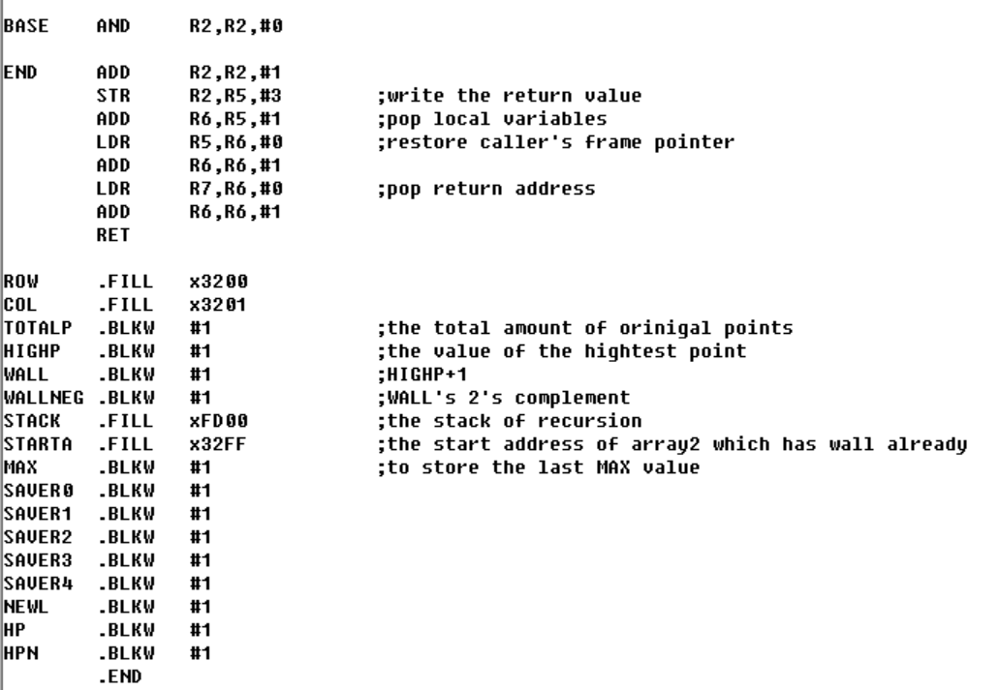 BASE AND R2,R2,#0
END ADD R2,R2,#1
STR R2,R5,#3 ;write the return value
ADD R6,R5,#1 ;pop local variables
LDR R5,R6,#0 ;restore caller's frame pointer
ADD R6,R6,#1
LDR R7,R6,#0 ;pop return address
ADD R6,R6,#1
RET
ROW .FILL x3200
COL .FILL x3201
TOTALP .BLKW #1 ;the total amount of orinigal points
HIGHP .BLKW #1 ;the value of the highest point
WALL .BLKW #1 ;HIGHP+1
WALLNEG .BLKW #1 ;WALL's 2's complement
STACK .FILL xFD00 ;the stack of recursion
STARTA .FILL x32FF ;the start address of array2 which has wall already
MAX .BLKW #1 ;to store the last MAX value
SAVER0 .BLKW #1
SAVER1 .BLKW #1
SAVER2 .BLKW #1
SAVER3 .BLKW #1
SAVER4 .BLKW #1
NEWL .BLKW #1
HP .BLKW #1
HPN .BLKW #1
.END